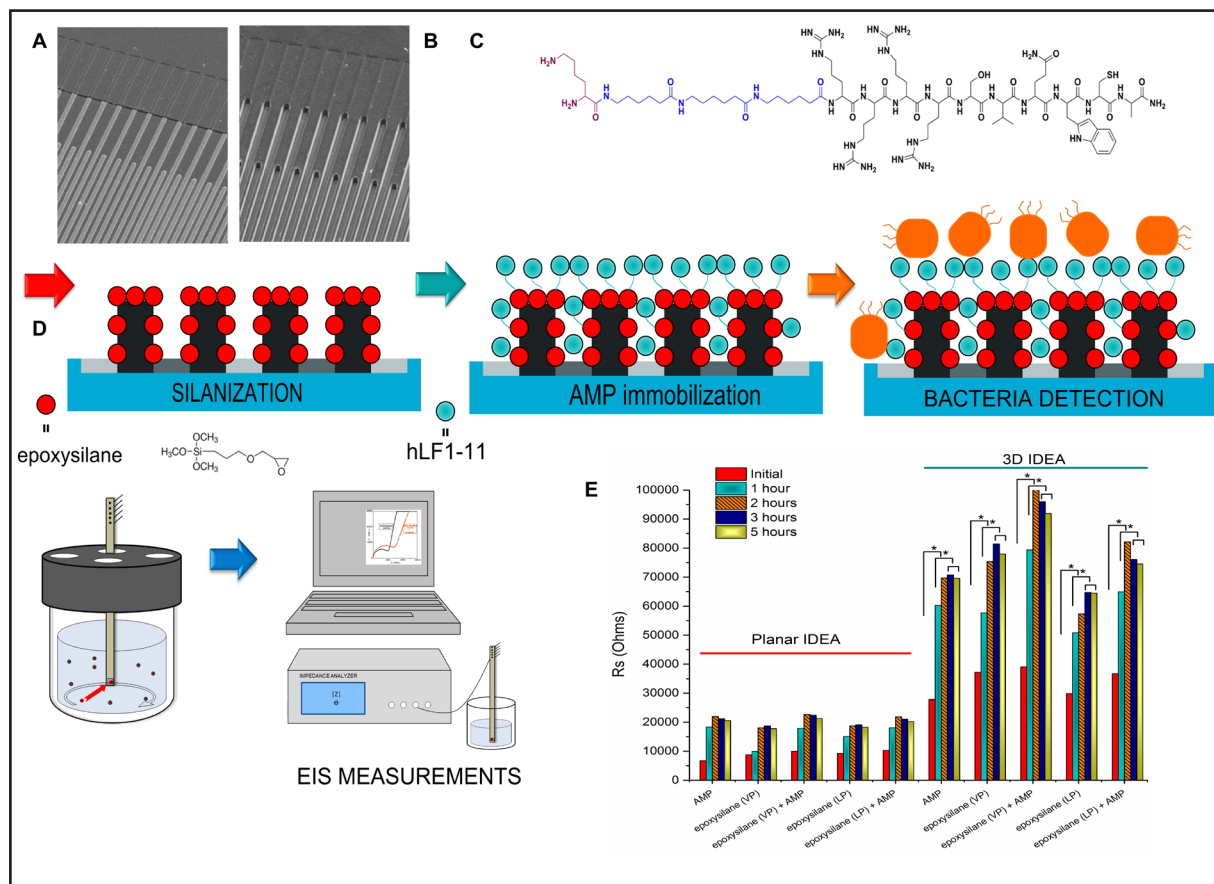 A
B
C
H₂N
H₂N
O
H
N
O
N
H
O
H
N
O
H
N
NH
NH₂
HN
NH
NH₂
HN
H₂N
O
OH
SH
NH₂
O
HN
NH
NH₂
HN
NH
NH₂
N
H
D
SILANIZATION
AMP immobilization
BACTERIA DETECTION
=
epoxysilane
OCH₃
H₃CO
Si
OCH₃
O
O
=
hLF1-11
IMPEDANCE ANALYZER
|Z|
Θ
EIS MEASUREMENTS
E
Initial
1 hour
2 hours
3 hours
5 hours
3D IDEA
Planar IDEA
Rs (Ohms)
100000
90000
80000
70000
60000
50000
40000
30000
20000
10000
0
* *
* *
* *
* *
* *
AMP
epoxysilane (VP)
epoxysilane (VP) + AMP
epoxysilane (LP)
epoxysilane (LP) + AMP
AMP
epoxysilane (VP)
epoxysilane (VP) + AMP
epoxysilane (LP)
epoxysilane (LP) + AMP